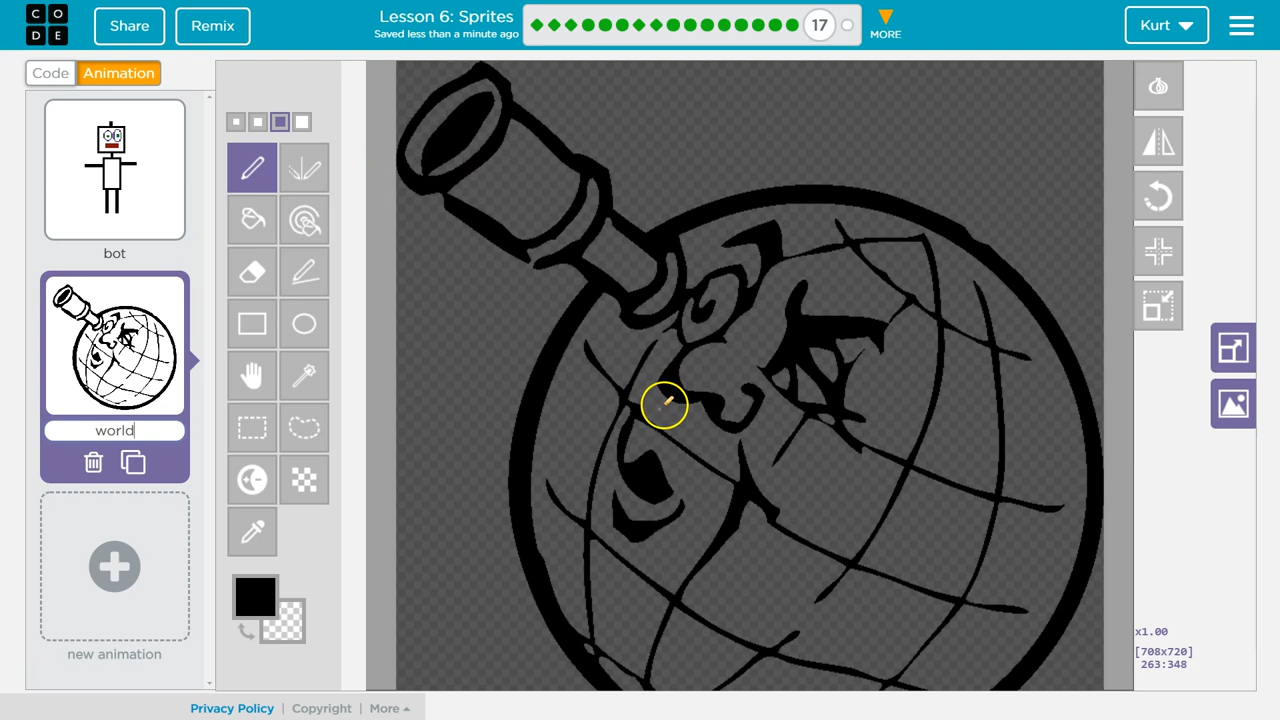 C O
D E
Share
Remix
Lesson 6: Sprites
Saved less than a minute ago
17
MORE
Kurt
Code
Animation
bot
world
new animation
x1.00
[708x720]
263:348
Privacy Policy | Copyright | More